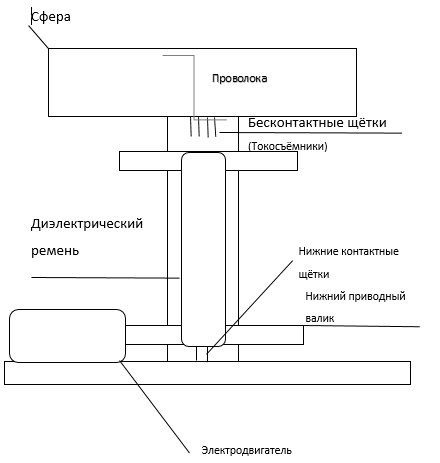 Сфера
Проволока
Бесконтактные щётки
(Токосъёмники)
Диэлектрический
ремень
Нижние контактные
щётки
Нижний приводный
валик
Электродвигатель